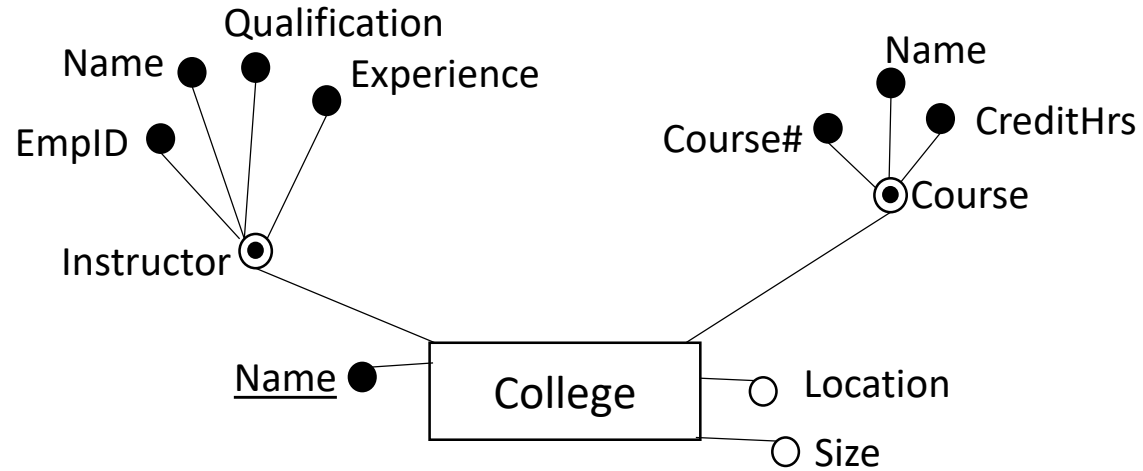 Qualification
Name
Experience
EmpID
Instructor
Name
Course#
CreditHrs
Course
Name
College
Location
Size